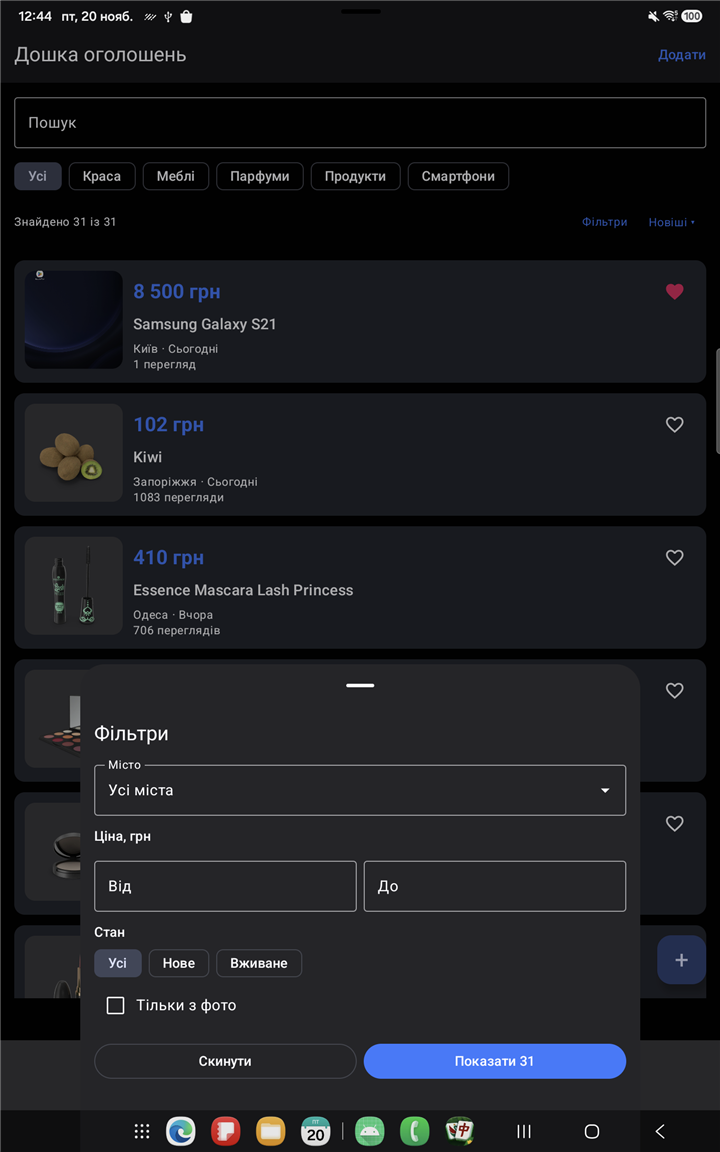 12:44 пт, 20 нояб. 100
Дошка оголошень
Додати
Пошук
Усі Краса Меблі Парфуми Продукти Смартфони
Знайдено 31 із 31
Фільтри Новіші
8 500 грн
Samsung Galaxy S21
Київ · Сьогодні
1 перегляд
102 грн
Kiwi
Запоріжжя · Сьогодні
1083 перегляди
410 грн
Essence Mascara Lash Princess
Одеса · Вчора
706 переглядів
Фільтри
Місто
Усі міста
Ціна, грн
Від До
Стан
Усі Нове Вживане
Тільки з фото
Скинути Показати 31
ПТ
20
中